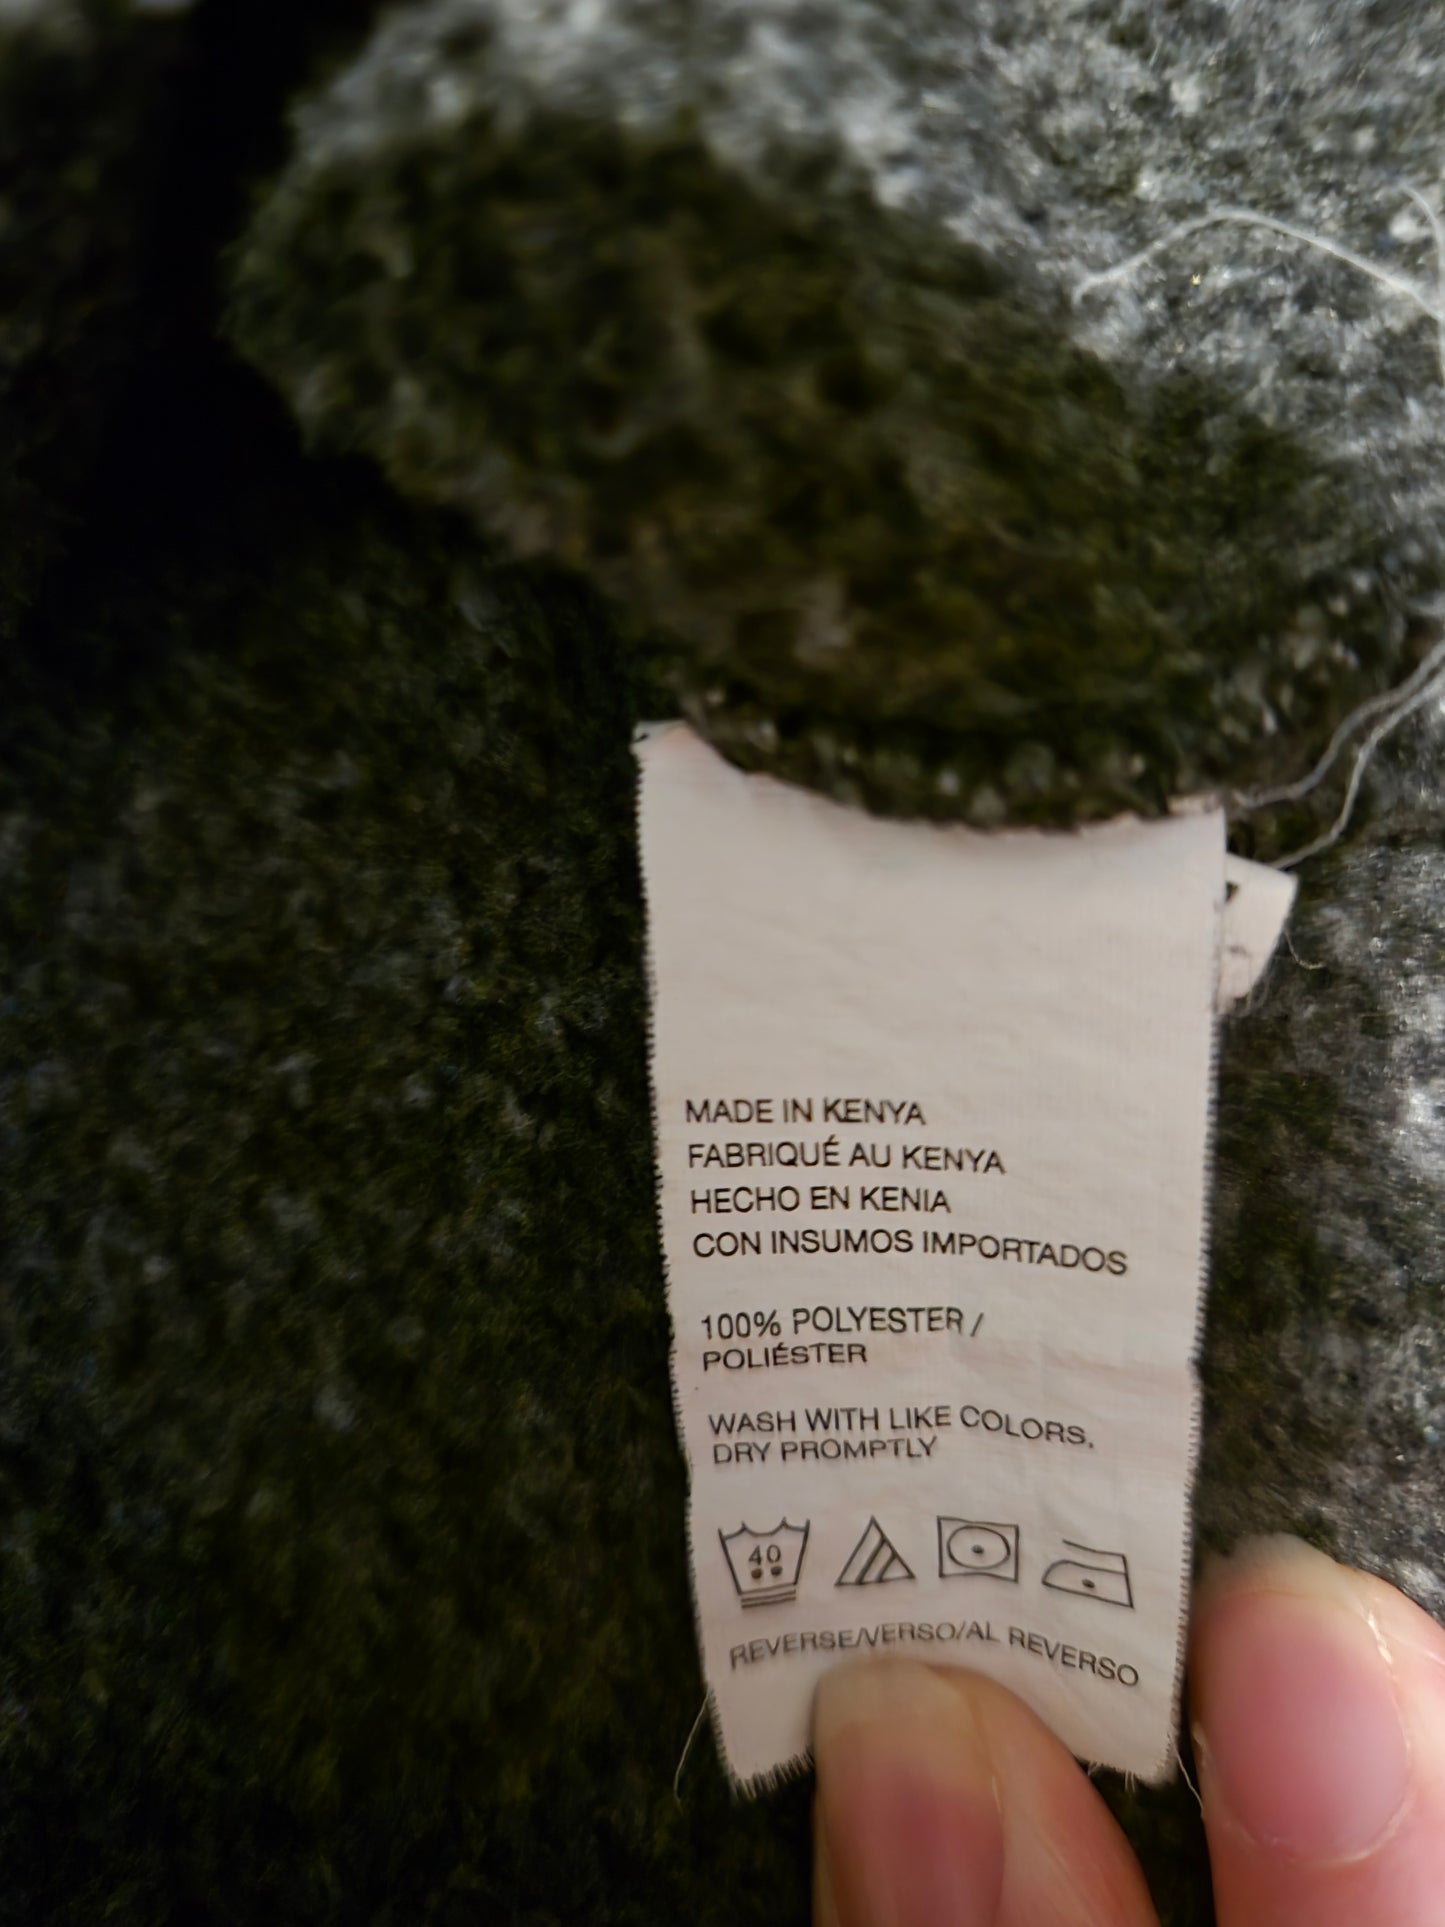 MADE IN KENYA
FABRIQUÉ AU KENYA
HECHO EN KENIA
CON INSUMOS IMPORTADOS
100% POLYESTER /
POLIÉSTER
WASH WITH LIKE COLORS,
DRY PROMPTLY
40
REVERSE/VERSO/AL REVERSO